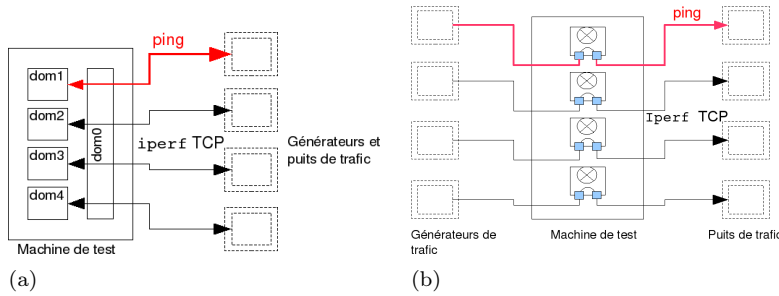 ping
dom1
dom2
dom3
dom4
dom0
iperf TCP
Générateurs et
puits de trafic
Machine de test
(a)
ping
Iperf TCP
Générateurs de
trafic
Machine de test
Puits de trafic
(b)